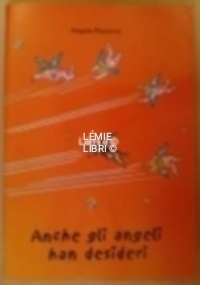 LÉMIE
LIBRI ©
Anche gli angeli
han desideri